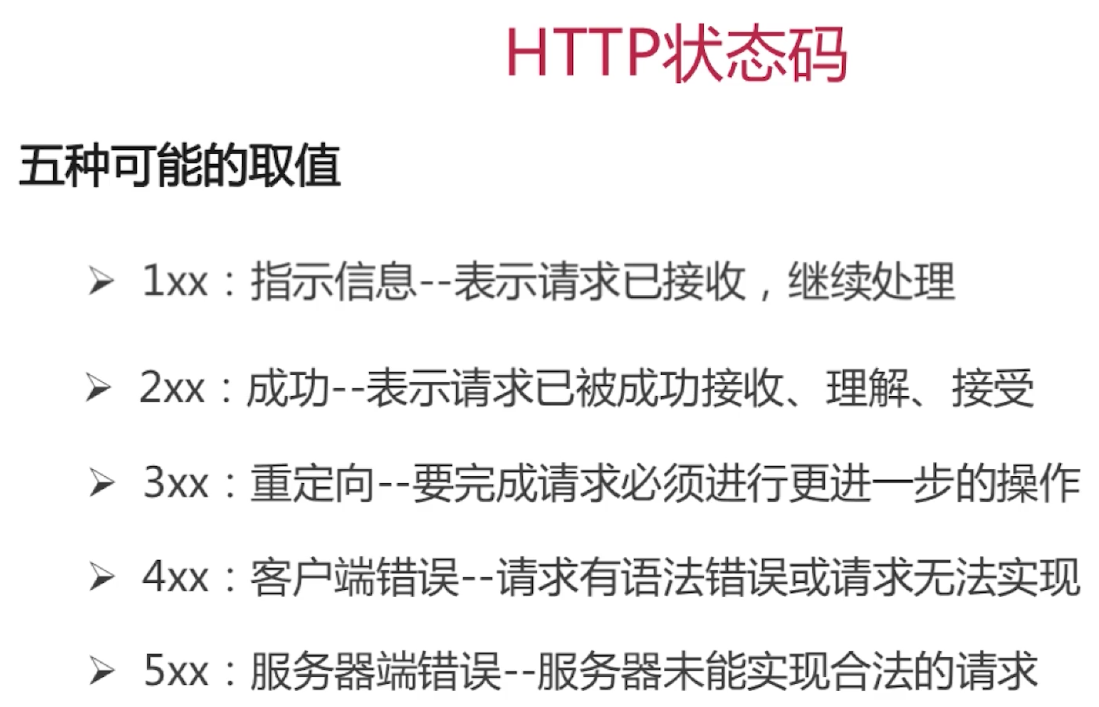 HTTP状态码
五种可能的取值
➢ 1xx：指示信息--表示请求已接收，继续处理
➢ 2xx：成功--表示请求已被成功接收、理解、接受
➢ 3xx：重定向--要完成请求必须进行更进一步的操作
➢ 4xx：客户端错误--请求有语法错误或请求无法实现
➢ 5xx：服务器端错误--服务器未能实现合法的请求